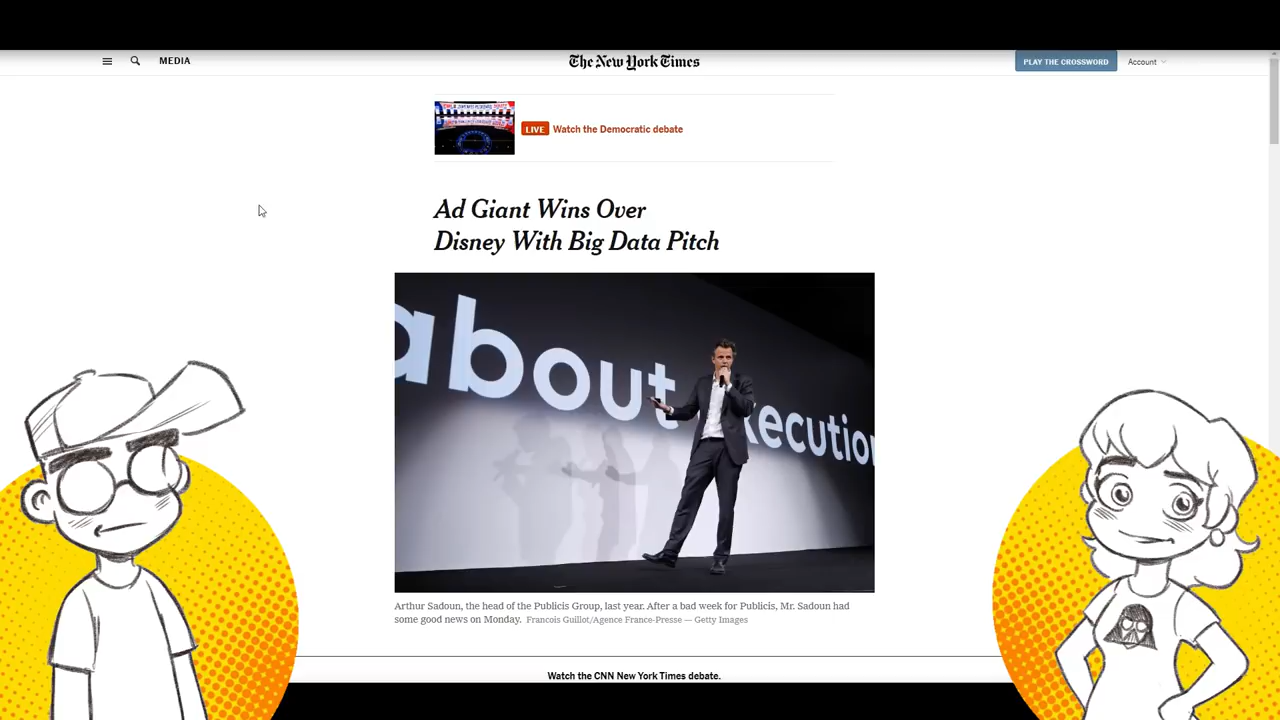 MEDIA
The New York Times
PLAY THE CROSSWORD
Account
LIVE Watch the Democratic debate
Ad Giant Wins Over
Disney With Big Data Pitch
about
xecution
Arthur Sadoun, the head of the Publicis Group, last year. After a bad week for Publicis, Mr. Sadoun had
some good news on Monday. Francois Guillot/Agence France-Presse — Getty Images
Watch the CNN New York Times debate.